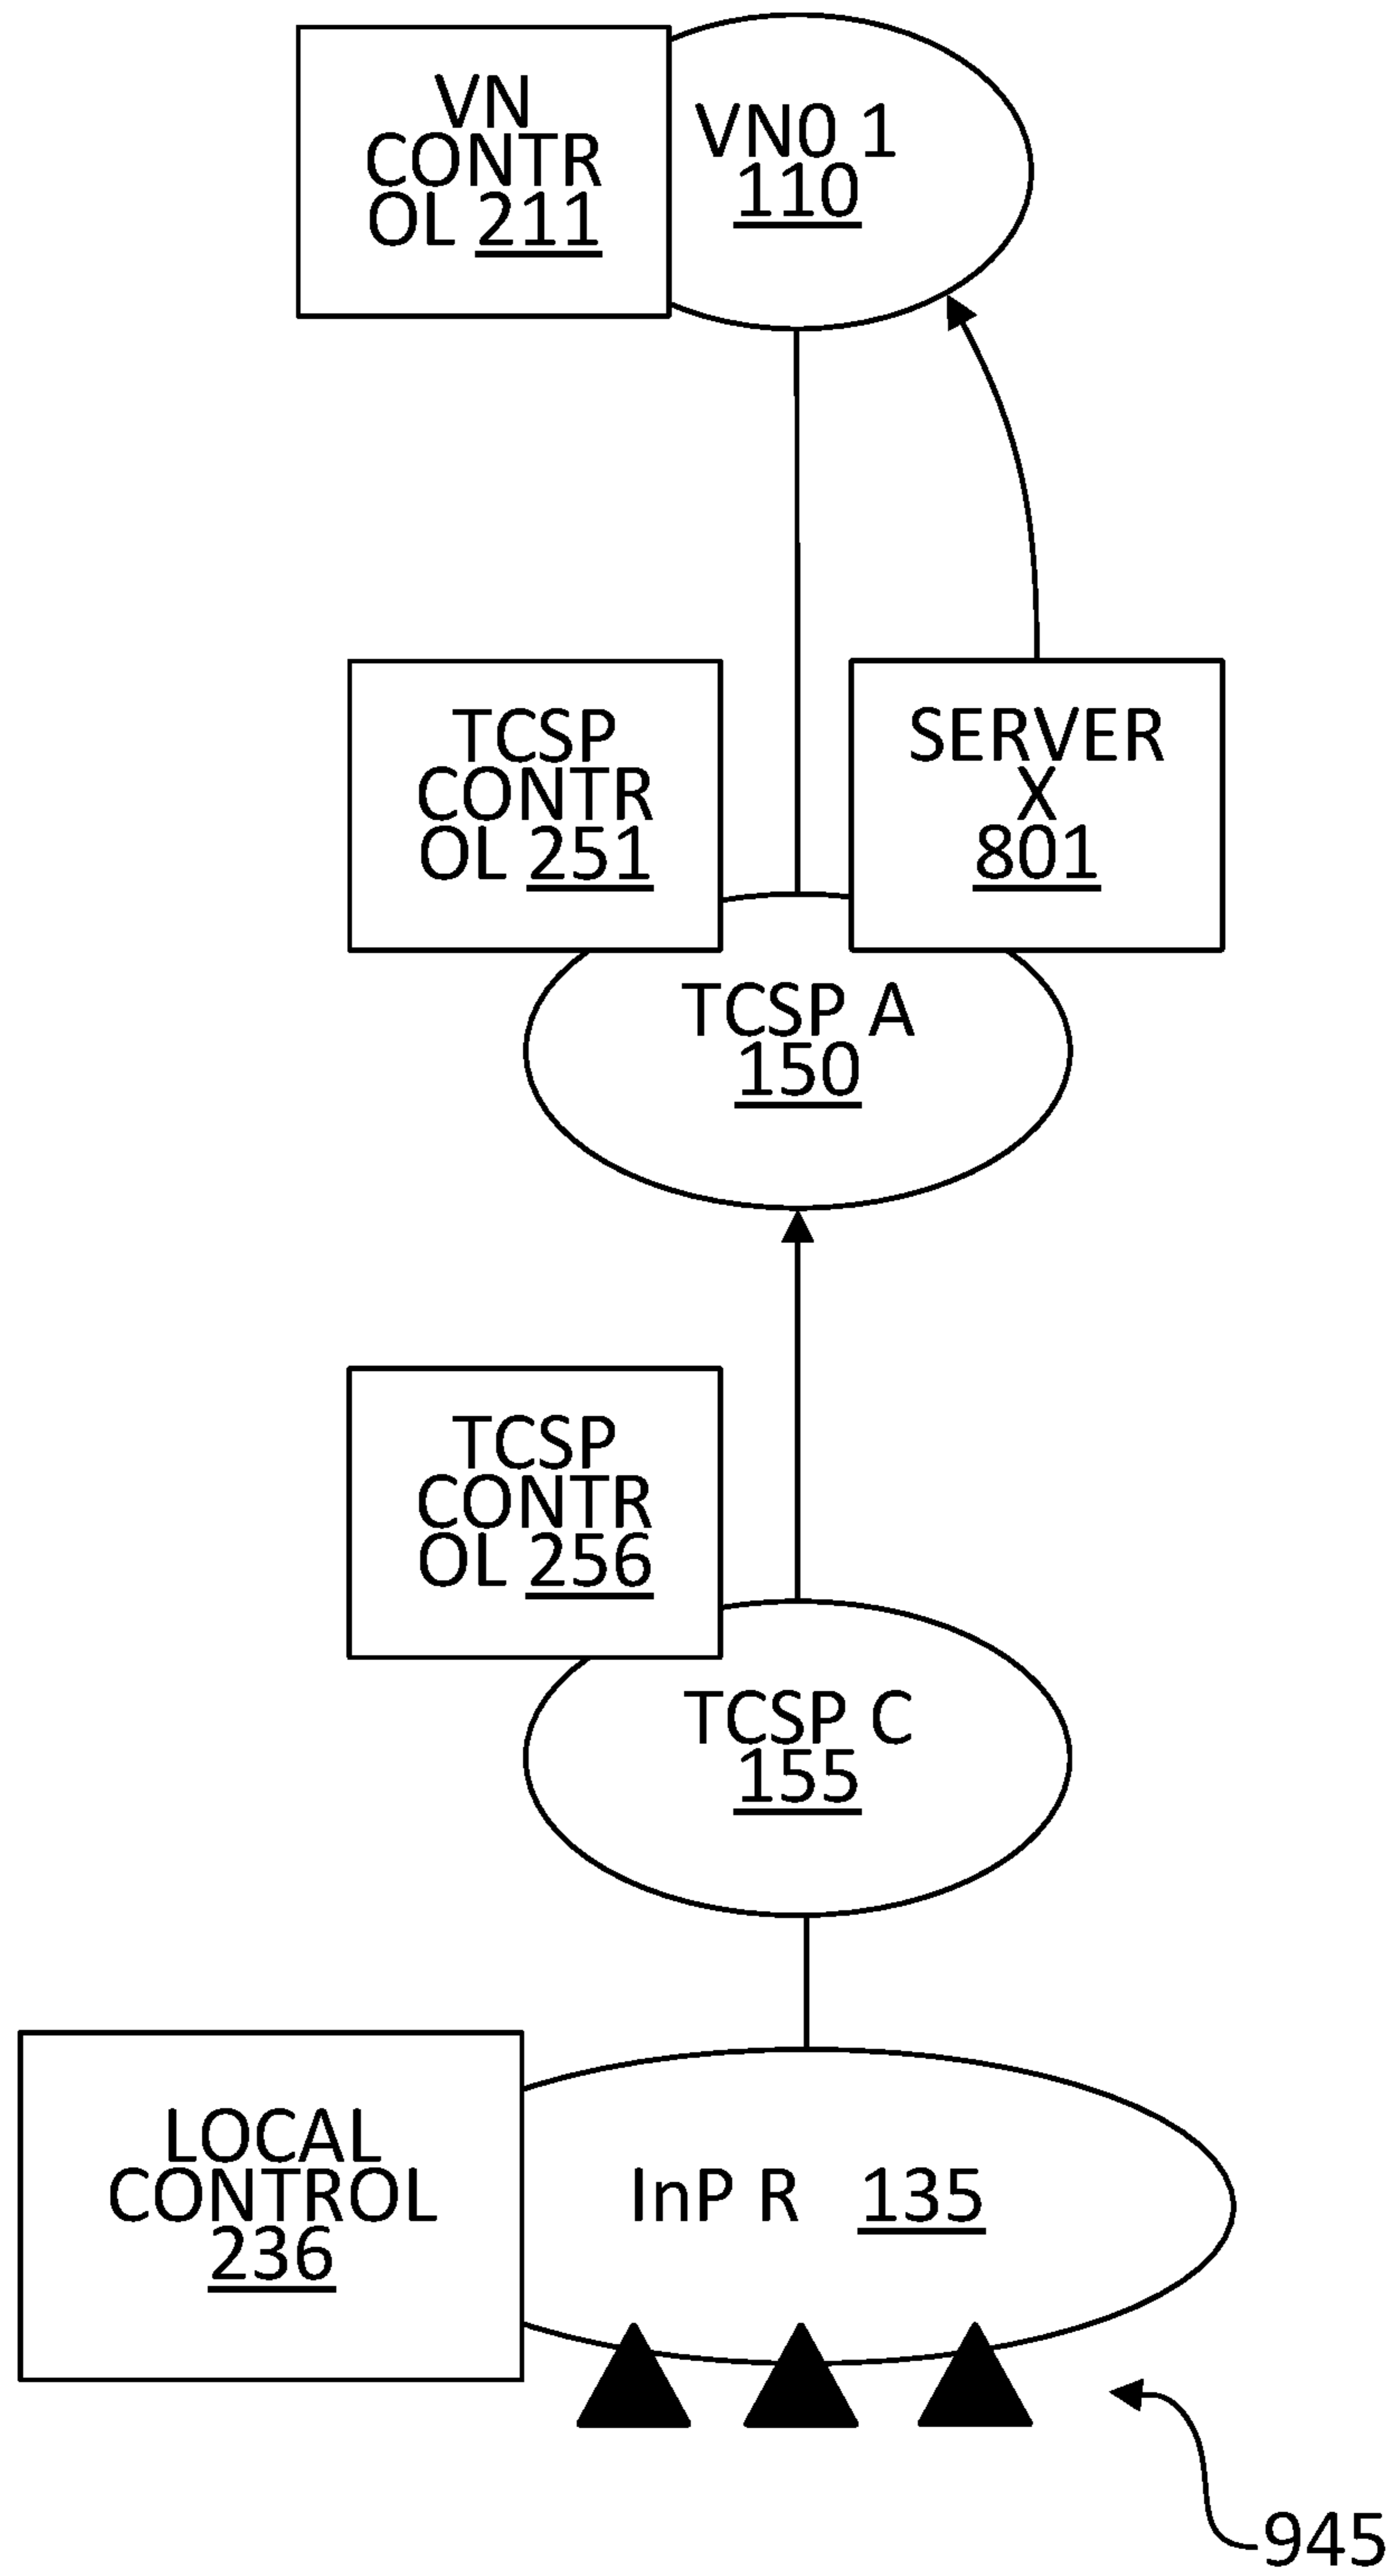 VN
CONTR
OL 211
VN0 1
110
TCSP
CONTR
OL 251
SERVER
X
801
TCSP A
150
TCSP
CONTR
OL 256
TCSP C
155
LOCAL
CONTROL
236
InP R 135
945